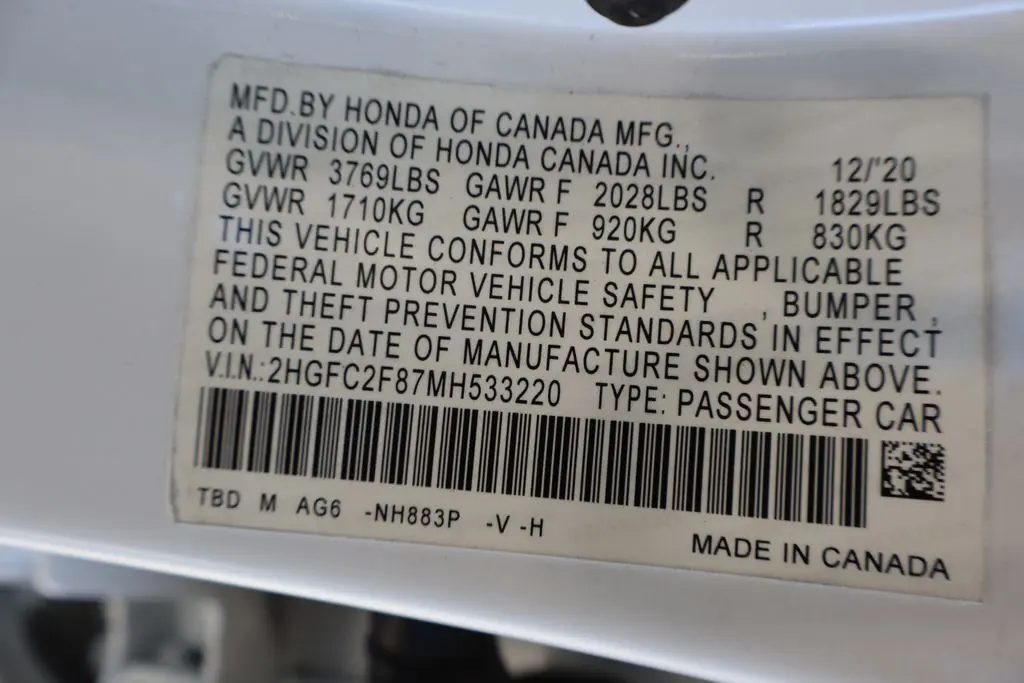 MFD.BY HONDA OF CANADA MFG.,
A DIVISION OF HONDA CANADA INC. 12/'20
GVWR 3769LBS GAWR F 2028LBS R 1829LBS
GVWR 1710KG GAWR F 920KG R 830KG
THIS VEHICLE CONFORMS TO ALL APPLICABLE
FEDERAL MOTOR VEHICLE SAFETY , BUMPER ,
AND THEFT PREVENTION STANDARDS IN EFFECT
ON THE DATE OF MANUFACTURE SHOWN ABOVE.
V.I.N.:2HGFC2F87MH533220 TYPE: PASSENGER CAR
TBD M AG6 -NH883P -V -H
MADE IN CANADA